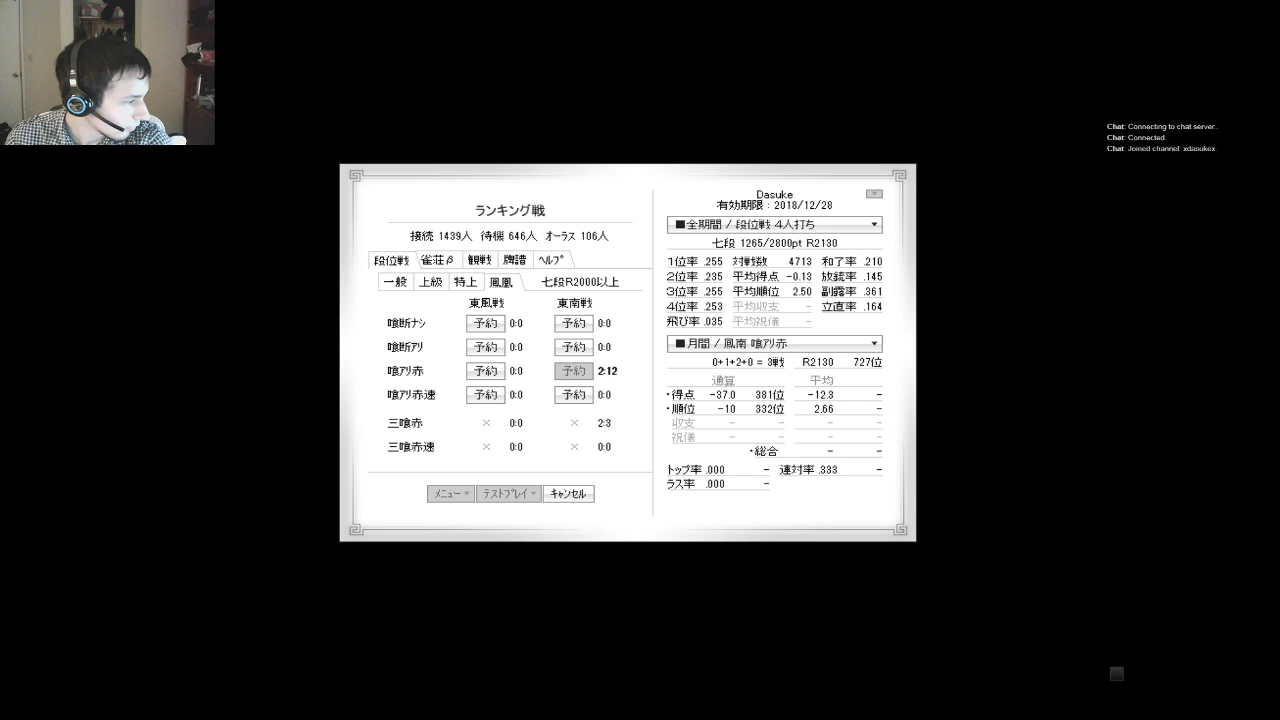 Chat: Connecting to chat server..
Chat: Connected.
Chat: Joined channel: xdasukex.
ランキング戦
接続 1439人 待機 646人 オーラス 106人
段位戦 雀荘β 観戦 牌譜 ヘルプ
一般 上級 特上 鳳凰 七段R2000以上
東風戦 東南戦
喰断ナシ 予約 0:0 予約 0:0
喰断アリ 予約 0:0 予約 0:0
喰アリ赤 予約 0:0 予約 2:12
喰アリ赤速 予約 0:0 予約 0:0
三喰赤 × 0:0 × 2:3
三喰赤速 × 0:0 × 0:0
メニュー テストプレイ キャンセル
Dasuke
有効期限：2018/12/28
■全期間 / 段位戦 4人打ち
七段 1265/2800pt R2130
1位率 .255 対戦数 4713 和了率 .210
2位率 .235 平均得点 -0.13 放銃率 .145
3位率 .255 平均順位 2.50 副露率 .361
4位率 .253 平均収支 - 立直率 .164
飛び率 .035 平均祝儀 -
■月間 / 鳳南 喰アリ赤
0+1+2+0 = 3戦 R2130 727位
通算 平均
・得点 -37.0 381位 -12.3 -
・順位 -10 332位 2.66 -
収支 - - - -
祝儀 - - - -
・総合 - -
トップ率 .000 - 連対率 .333 -
ラス率 .000 -